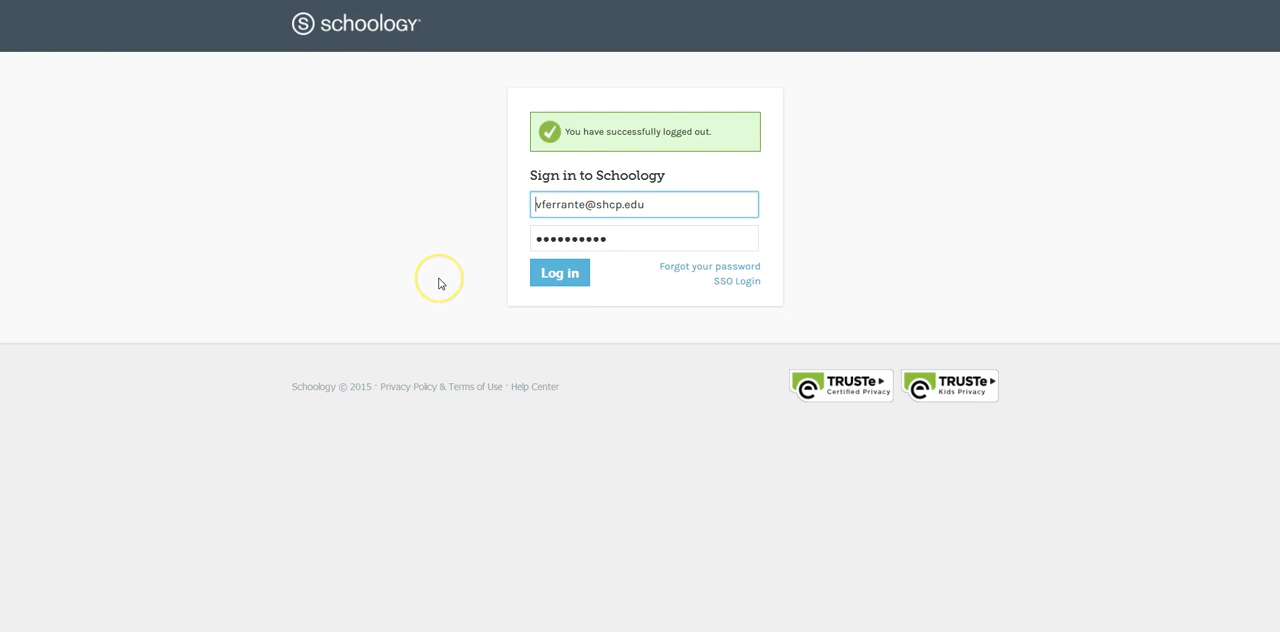 schoology
You have successfully logged out.
Sign in to Schoology
vferrante@shcp.edu
●●●●●●●●●●
Log in
Forgot your password
SSO Login
Schoology © 2015 · Privacy Policy & Terms of Use · Help Center
TRUSTe
Certified Privacy
TRUSTe
Kids Privacy